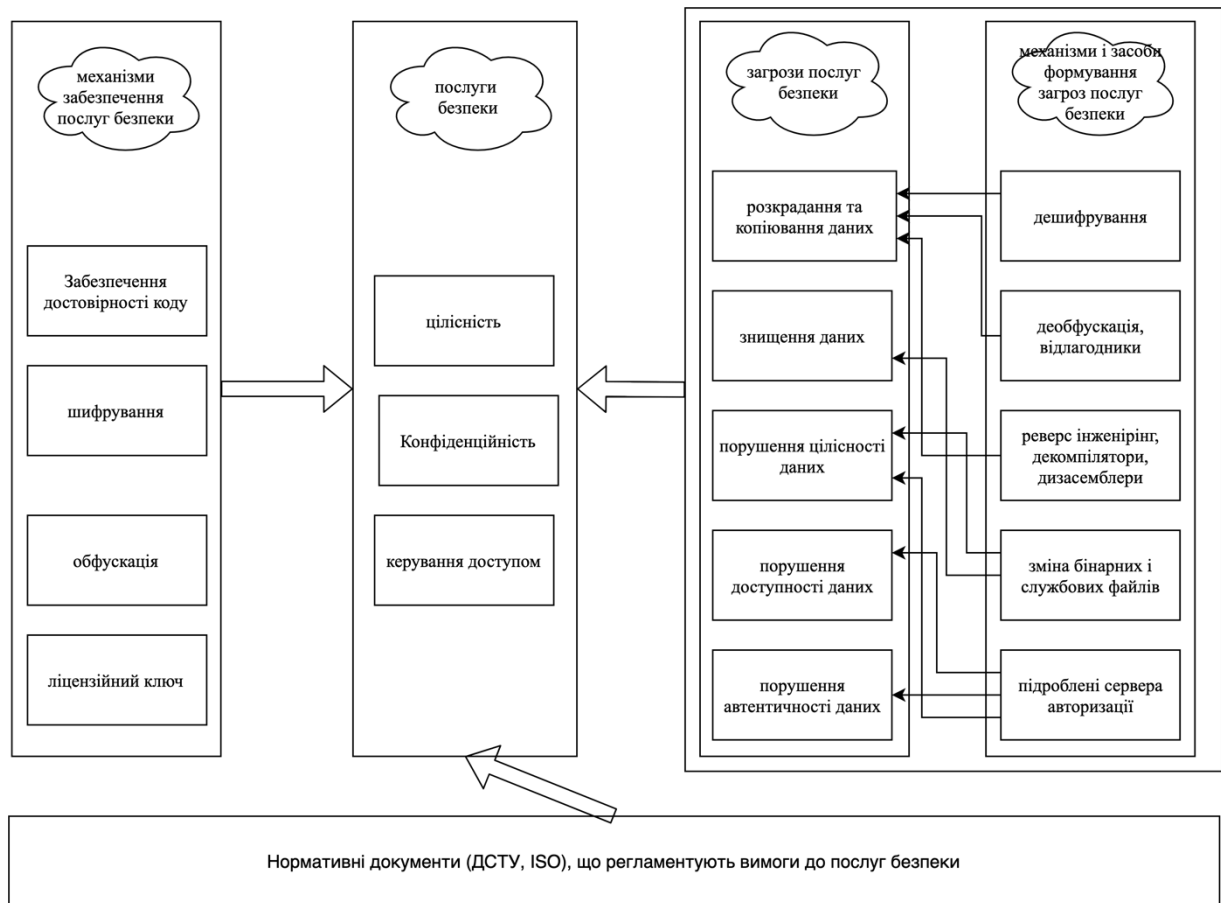 механізми
забезпечення
послуг безпеки
Забезпечення
достовірності коду
шифрування
обфускація
ліцензійний ключ
послуги
безпеки
цілісність
Конфіденційність
керування доступом
загрози послуг
безпеки
розкрадання та
копіювання даних
знищення даних
порушення цілісності
даних
порушення
доступності даних
порушення
автентичності даних
механізми і засоби
формування
загроз послуг
безпеки
дешифрування
деобфускація,
відлагодники
реверс інженірінг,
декомпілятори,
дизасемблери
зміна бінарних і
службових файлів
підроблені сервера
авторизації
Нормативні документи (ДСТУ, ISO), що регламентують вимоги до послуг безпеки